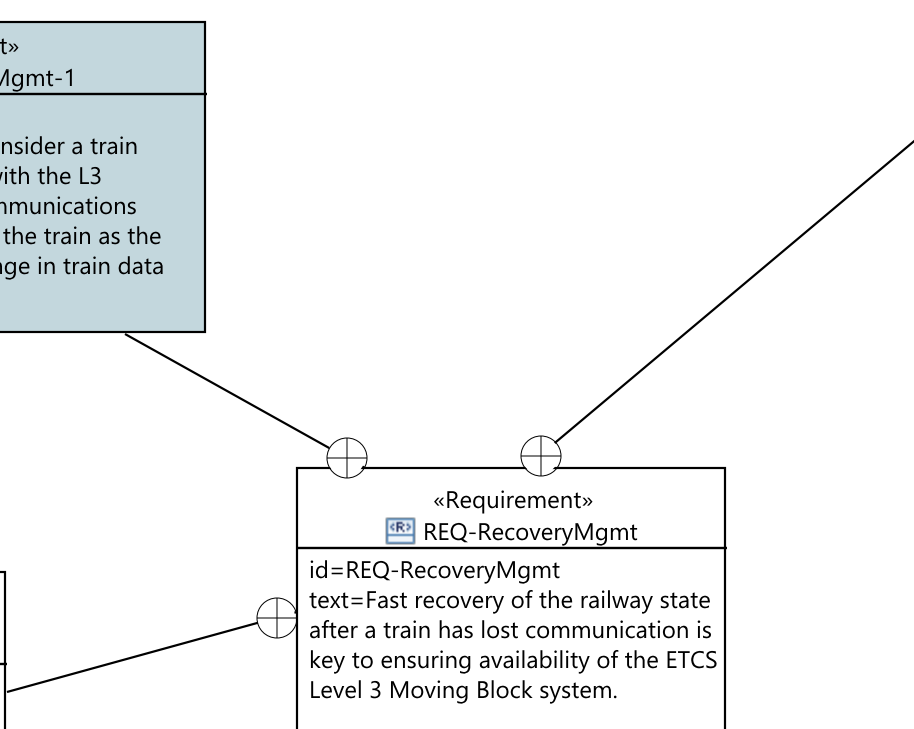 t»
Mgmt-1
nsider a train
with the L3
mmunications
the train as the
nge in train data
«Requirement»
<R> REQ-RecoveryMgmt
id=REQ-RecoveryMgmt
text=Fast recovery of the railway state
after a train has lost communication is
key to ensuring availability of the ETCS
Level 3 Moving Block system.